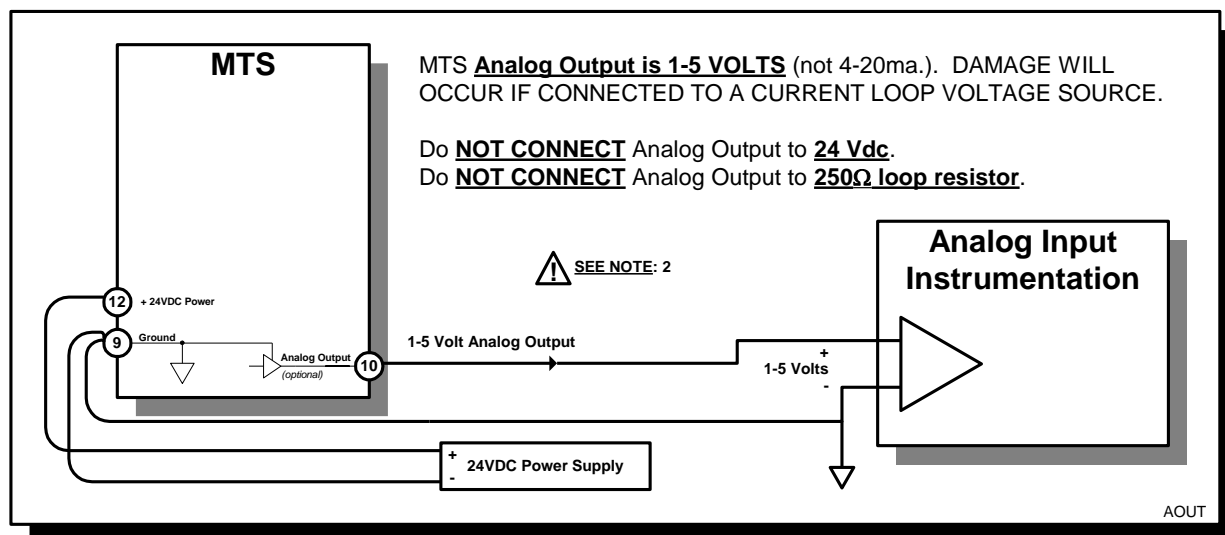 MTS
MTS Analog Output is 1-5 VOLTS (not 4-20ma.). DAMAGE WILL
OCCUR IF CONNECTED TO A CURRENT LOOP VOLTAGE SOURCE.
Do NOT CONNECT Analog Output to 24 Vdc.
Do NOT CONNECT Analog Output to 250Ω loop resistor.
Analog Input
Instrumentation
! SEE NOTE: 2
12 + 24VDC Power
9 Ground
Analog Output
(optional)
10
1-5 Volt Analog Output
+
1-5 Volts
-
+
24VDC Power Supply
-
AOUT